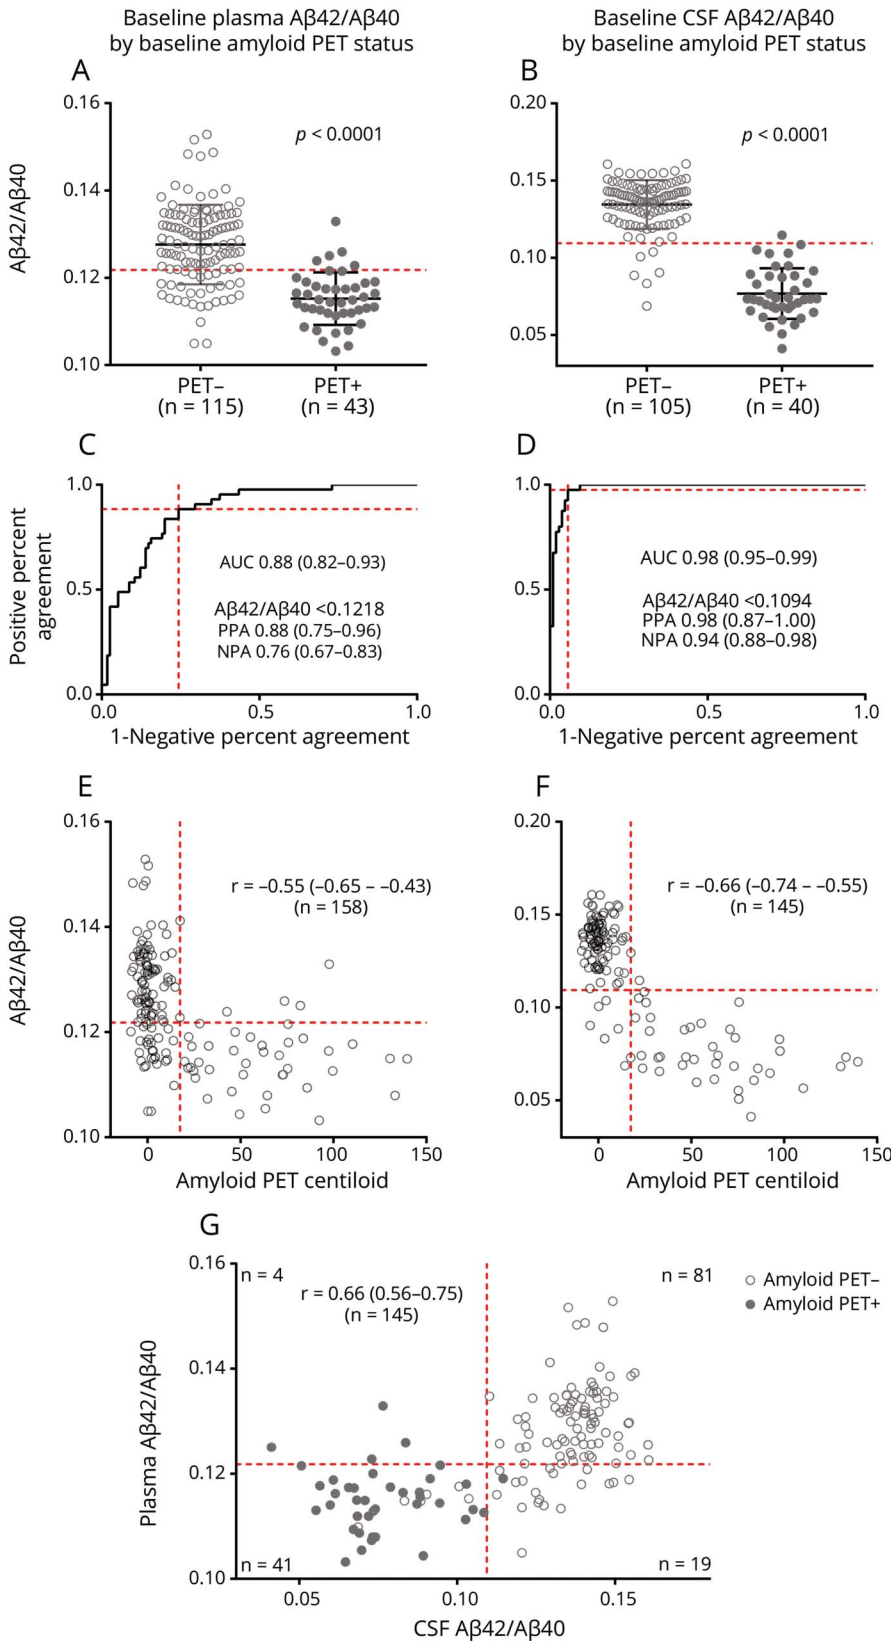 Baseline plasma Aβ42/Aβ40
by baseline amyloid PET status
Baseline CSF Aβ42/Aβ40
by baseline amyloid PET status
A
Aβ42/Aβ40
0.16
0.14
0.12
0.10
p < 0.0001
PET–
(n = 115)
PET+
(n = 43)
B
0.20
0.15
0.10
0.05
p < 0.0001
PET–
(n = 105)
PET+
(n = 40)
C
Positive percent
agreement
1.0
0.5
0.0
AUC 0.88 (0.82–0.93)
Aβ42/Aβ40 <0.1218
PPA 0.88 (0.75–0.96)
NPA 0.76 (0.67–0.83)
0.0
0.5
1.0
1-Negative percent agreement
D
1.0
0.5
0.0
AUC 0.98 (0.95–0.99)
Aβ42/Aβ40 <0.1094
PPA 0.98 (0.87–1.00)
NPA 0.94 (0.88–0.98)
0.0
0.5
1.0
1-Negative percent agreement
E
Aβ42/Aβ40
0.16
0.14
0.12
0.10
r = –0.55 (–0.65 – –0.43)
(n = 158)
0
50
100
150
Amyloid PET centiloid
F
0.20
0.15
0.10
0.05
r = –0.66 (–0.74 – –0.55)
(n = 145)
0
50
100
150
Amyloid PET centiloid
G
Plasma Aβ42/Aβ40
0.16
0.14
0.12
0.10
n = 4
r = 0.66 (0.56–0.75)
(n = 145)
n = 81
n = 41
n = 19
Amyloid PET–
Amyloid PET+
0.05
0.10
0.15
CSF Aβ42/Aβ40